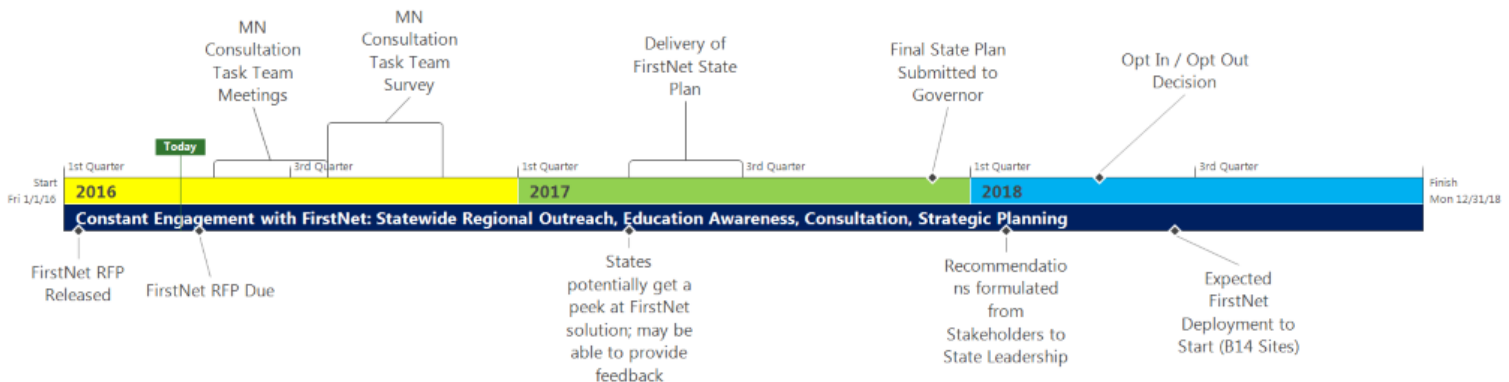 MN
Consultation
Task Team
Meetings
MN
Consultation
Task Team
Survey
Delivery of
FirstNet State
Plan
Final State Plan
Submitted to
Governor
Opt In / Opt Out
Decision
Today
1st Quarter
3rd Quarter
1st Quarter
3rd Quarter
1st Quarter
3rd Quarter
Start
Fri 1/1/16
2016
2017
2018
Finish
Mon 12/31/18
Constant Engagement with FirstNet: Statewide Regional Outreach, Education Awareness, Consultation, Strategic Planning
FirstNet RFP
Released
FirstNet RFP Due
States
potentially get a
peek at FirstNet
solution; may be
able to provide
feedback
Recommendatio
ns formulated
from
Stakeholders to
State Leadership
Expected
FirstNet
Deployment to
Start (B14 Sites)